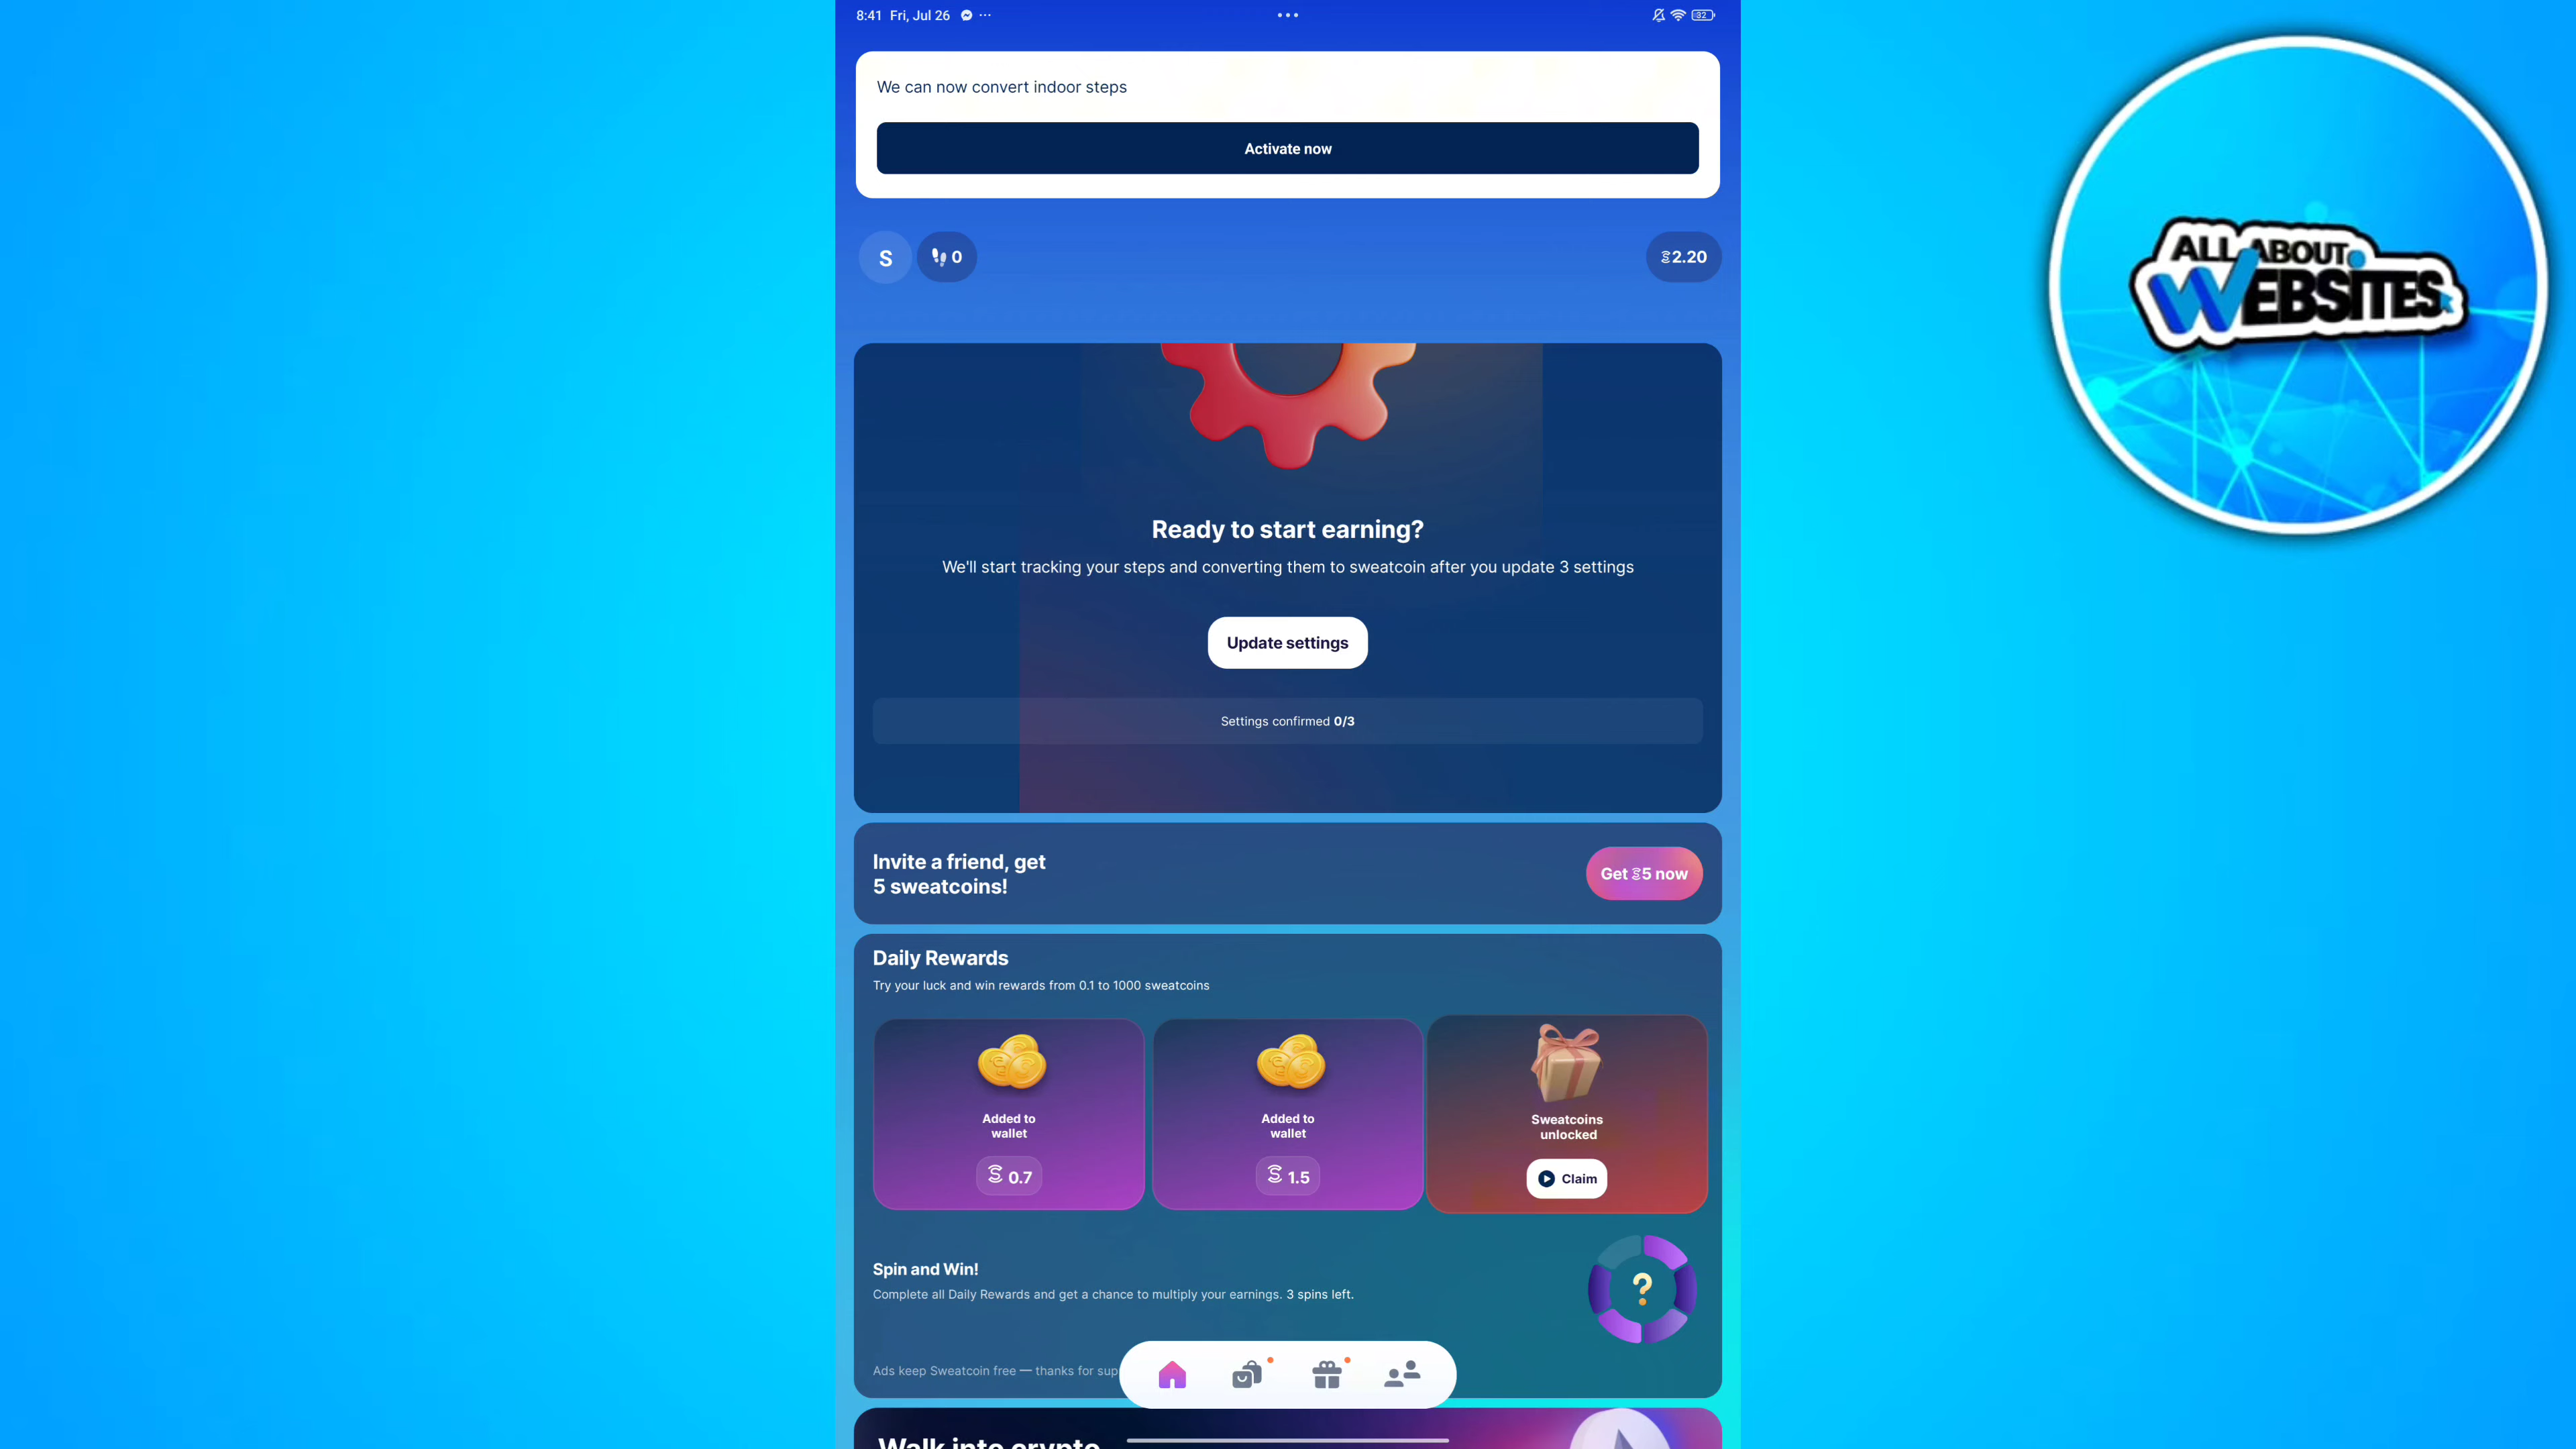 8:41 Fri, Jul 26
32
We can now convert indoor steps
Activate now
S
0
2.20
ALL ABOUT
WEBSITES
Ready to start earning?
We'll start tracking your steps and converting them to sweatcoin after you update 3 settings
Update settings
Settings confirmed 0/3
Invite a friend, get
5 sweatcoins!
Get 5 now
Daily Rewards
Try your luck and win rewards from 0.1 to 1000 sweatcoins
Added to
wallet
0.7
Added to
wallet
1.5
Sweatcoins
unlocked
Claim
Spin and Win!
Complete all Daily Rewards and get a chance to multiply your earnings. 3 spins left.
?
Ads keep Sweatcoin free — thanks for sup
Walk into crypto